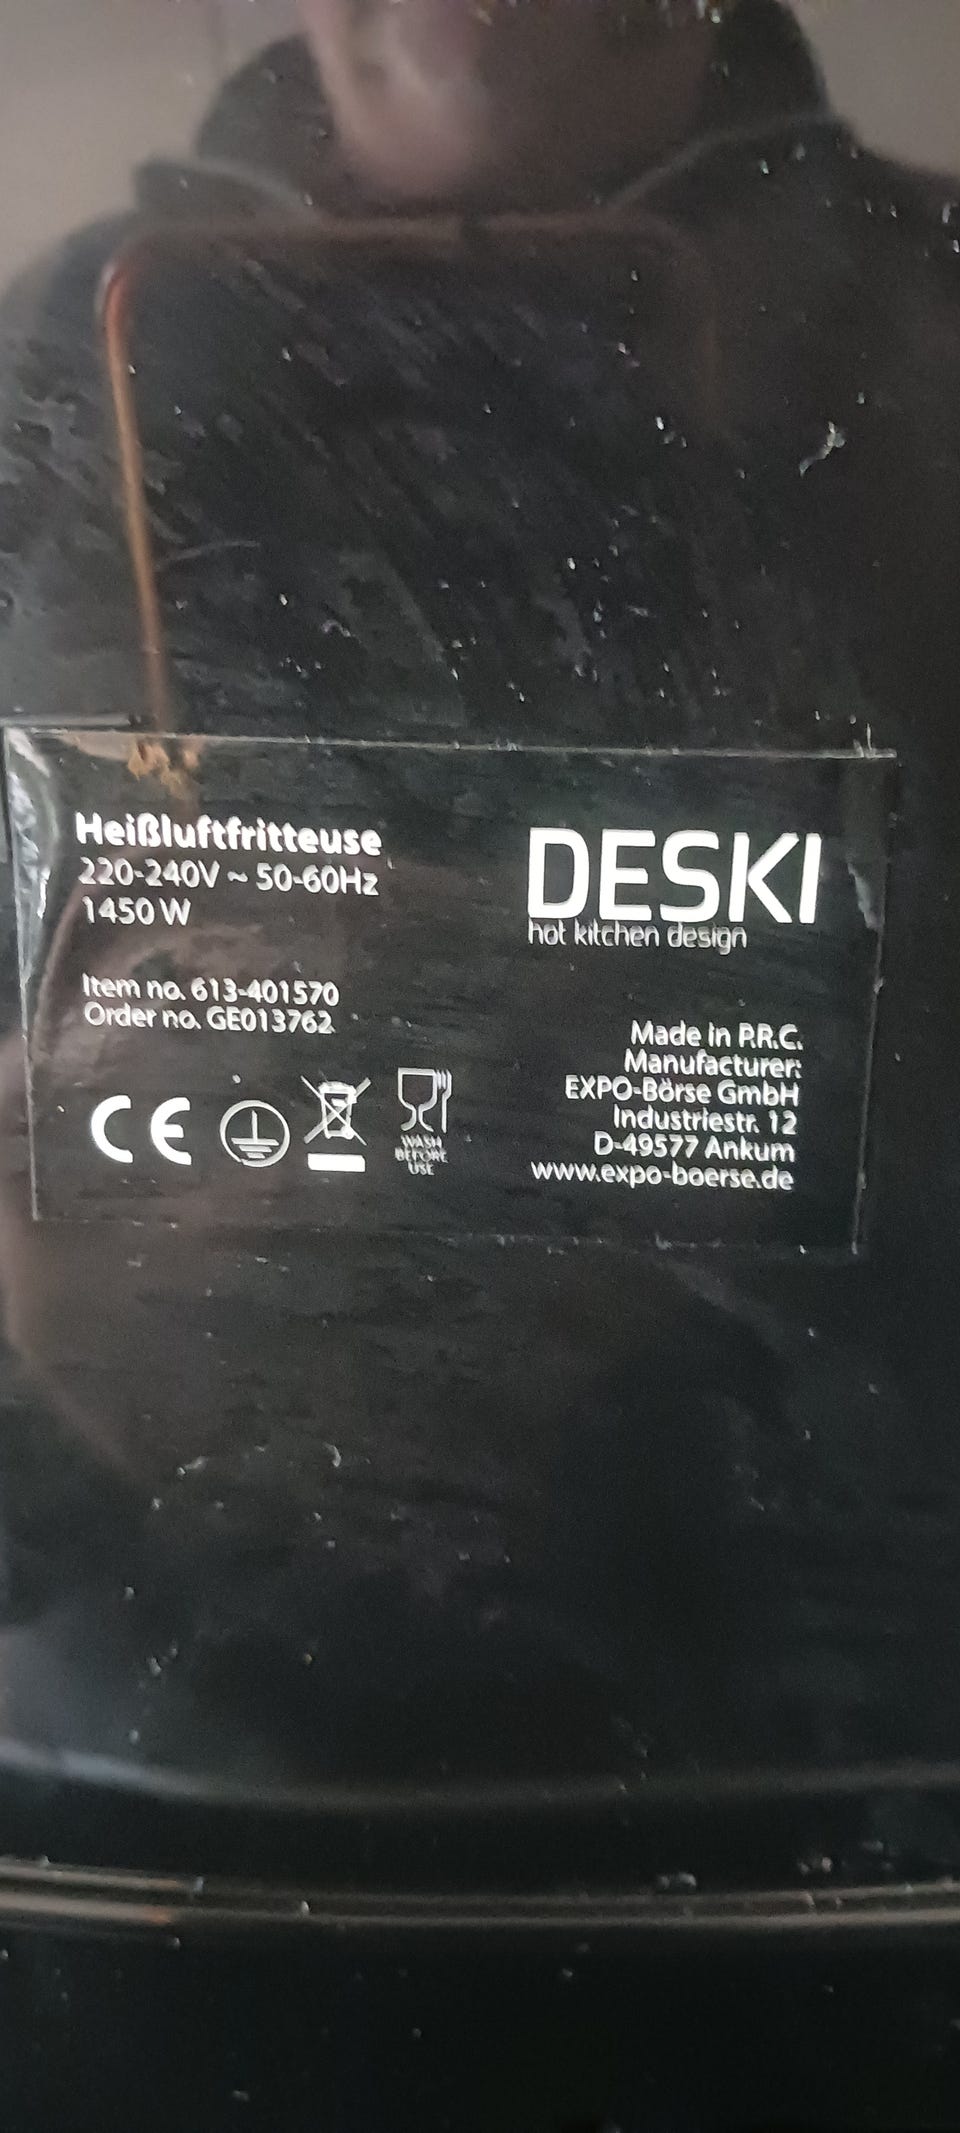 Heißluftfritteuse
220-240V ~ 50-60Hz
1450 W
Item no. 613-401570
Order no. GE013762
CE
WASH
BEFORE
USE
DESKI
hot kitchen design
Made in P.R.C.
Manufacturer:
EXPO-Börse GmbH
Industriestr. 12
D-49577 Ankum
www.expo-boerse.de